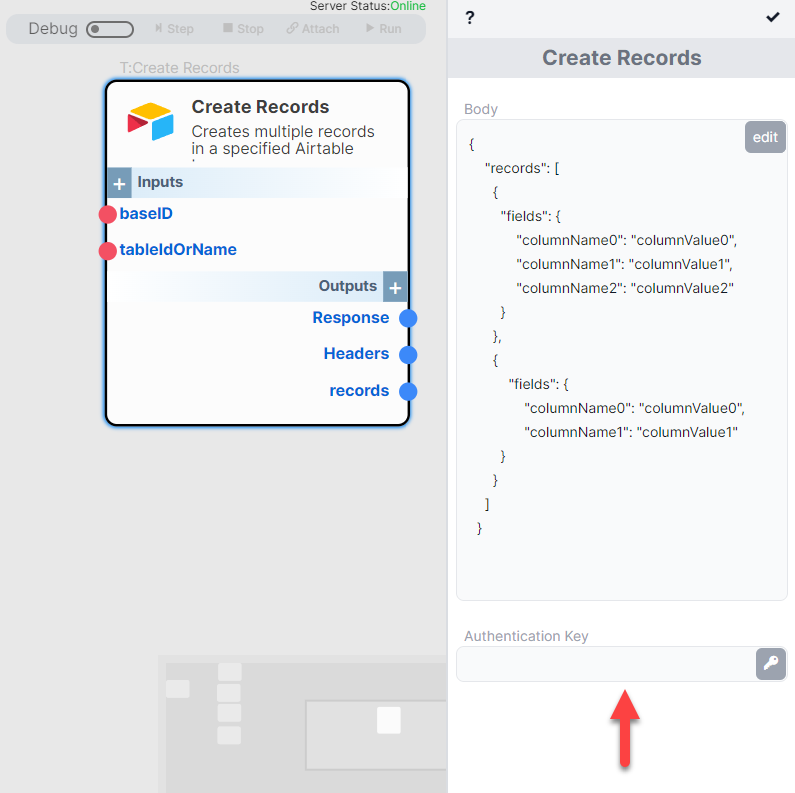 Server Status:Online
Debug
Step
Stop
Attach
Run
T:Create Records
Create Records
Creates multiple records
in a specified Airtable
+ Inputs
baseID
tableIdOrName
Outputs +
Response
Headers
records
?
Create Records
Body
edit
{
"records": [
{
"fields": {
"columnName0": "columnValue0",
"columnName1": "columnValue1",
"columnName2": "columnValue2"
}
},
{
"fields": {
"columnName0": "columnValue0",
"columnName1": "columnValue1"
}
}
]
}
Authentication Key